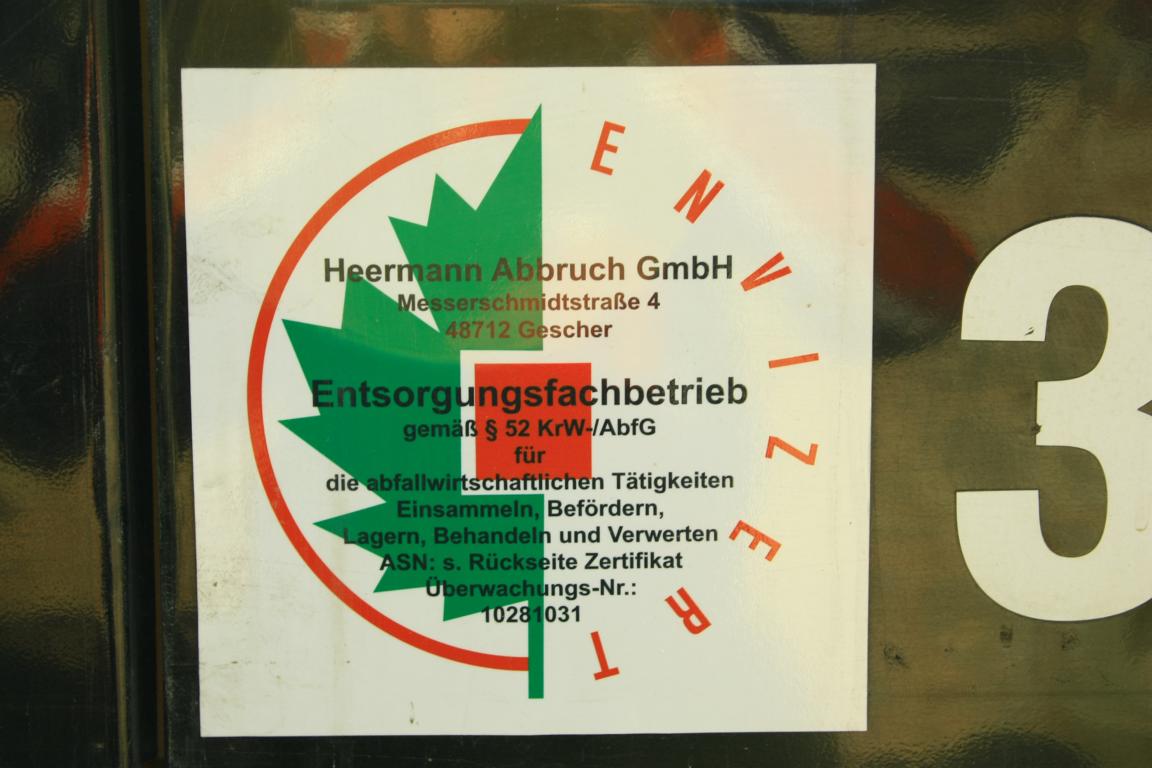 ENVIZERT
Heermann Abbruch GmbH
Messerschmidtstraße 4
48712 Gescher
Entsorgungsfachbetrieb
gemäß § 52 KrW-/AbfG
für
die abfallwirtschaftlichen Tätigkeiten
Einsammeln, Befördern,
Lagern, Behandeln und Verwerten
ASN: s. Rückseite Zertifikat
Überwachungs-Nr.:
10281031
3